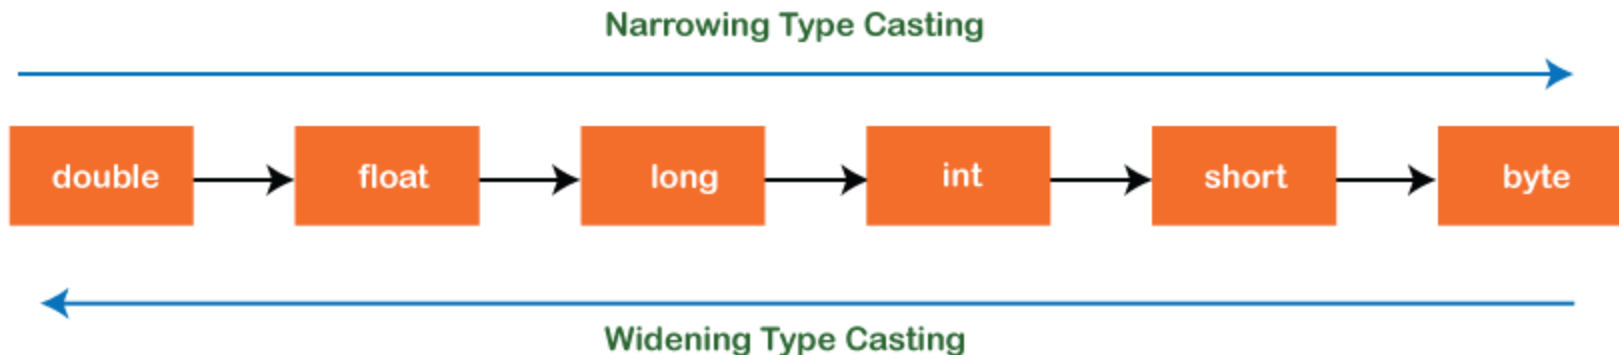 Narrowing Type Casting
double float long int short byte
Widening Type Casting